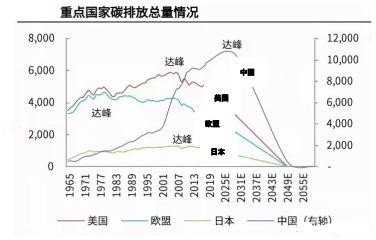 重点国家碳排放总量情况
8,000
6,000
4,000
2,000
0
12,000
10,000
8,000
6,000
4,000
2,000
-
达峰
达峰
达峰
达峰
中国
美国
欧盟
日本
1965
1971
1977
1983
1989
1995
2001
2007
2013
2019
2025E
2031E
2037E
2043E
2049E
2055E
美国
欧盟
日本
中国（右轴）